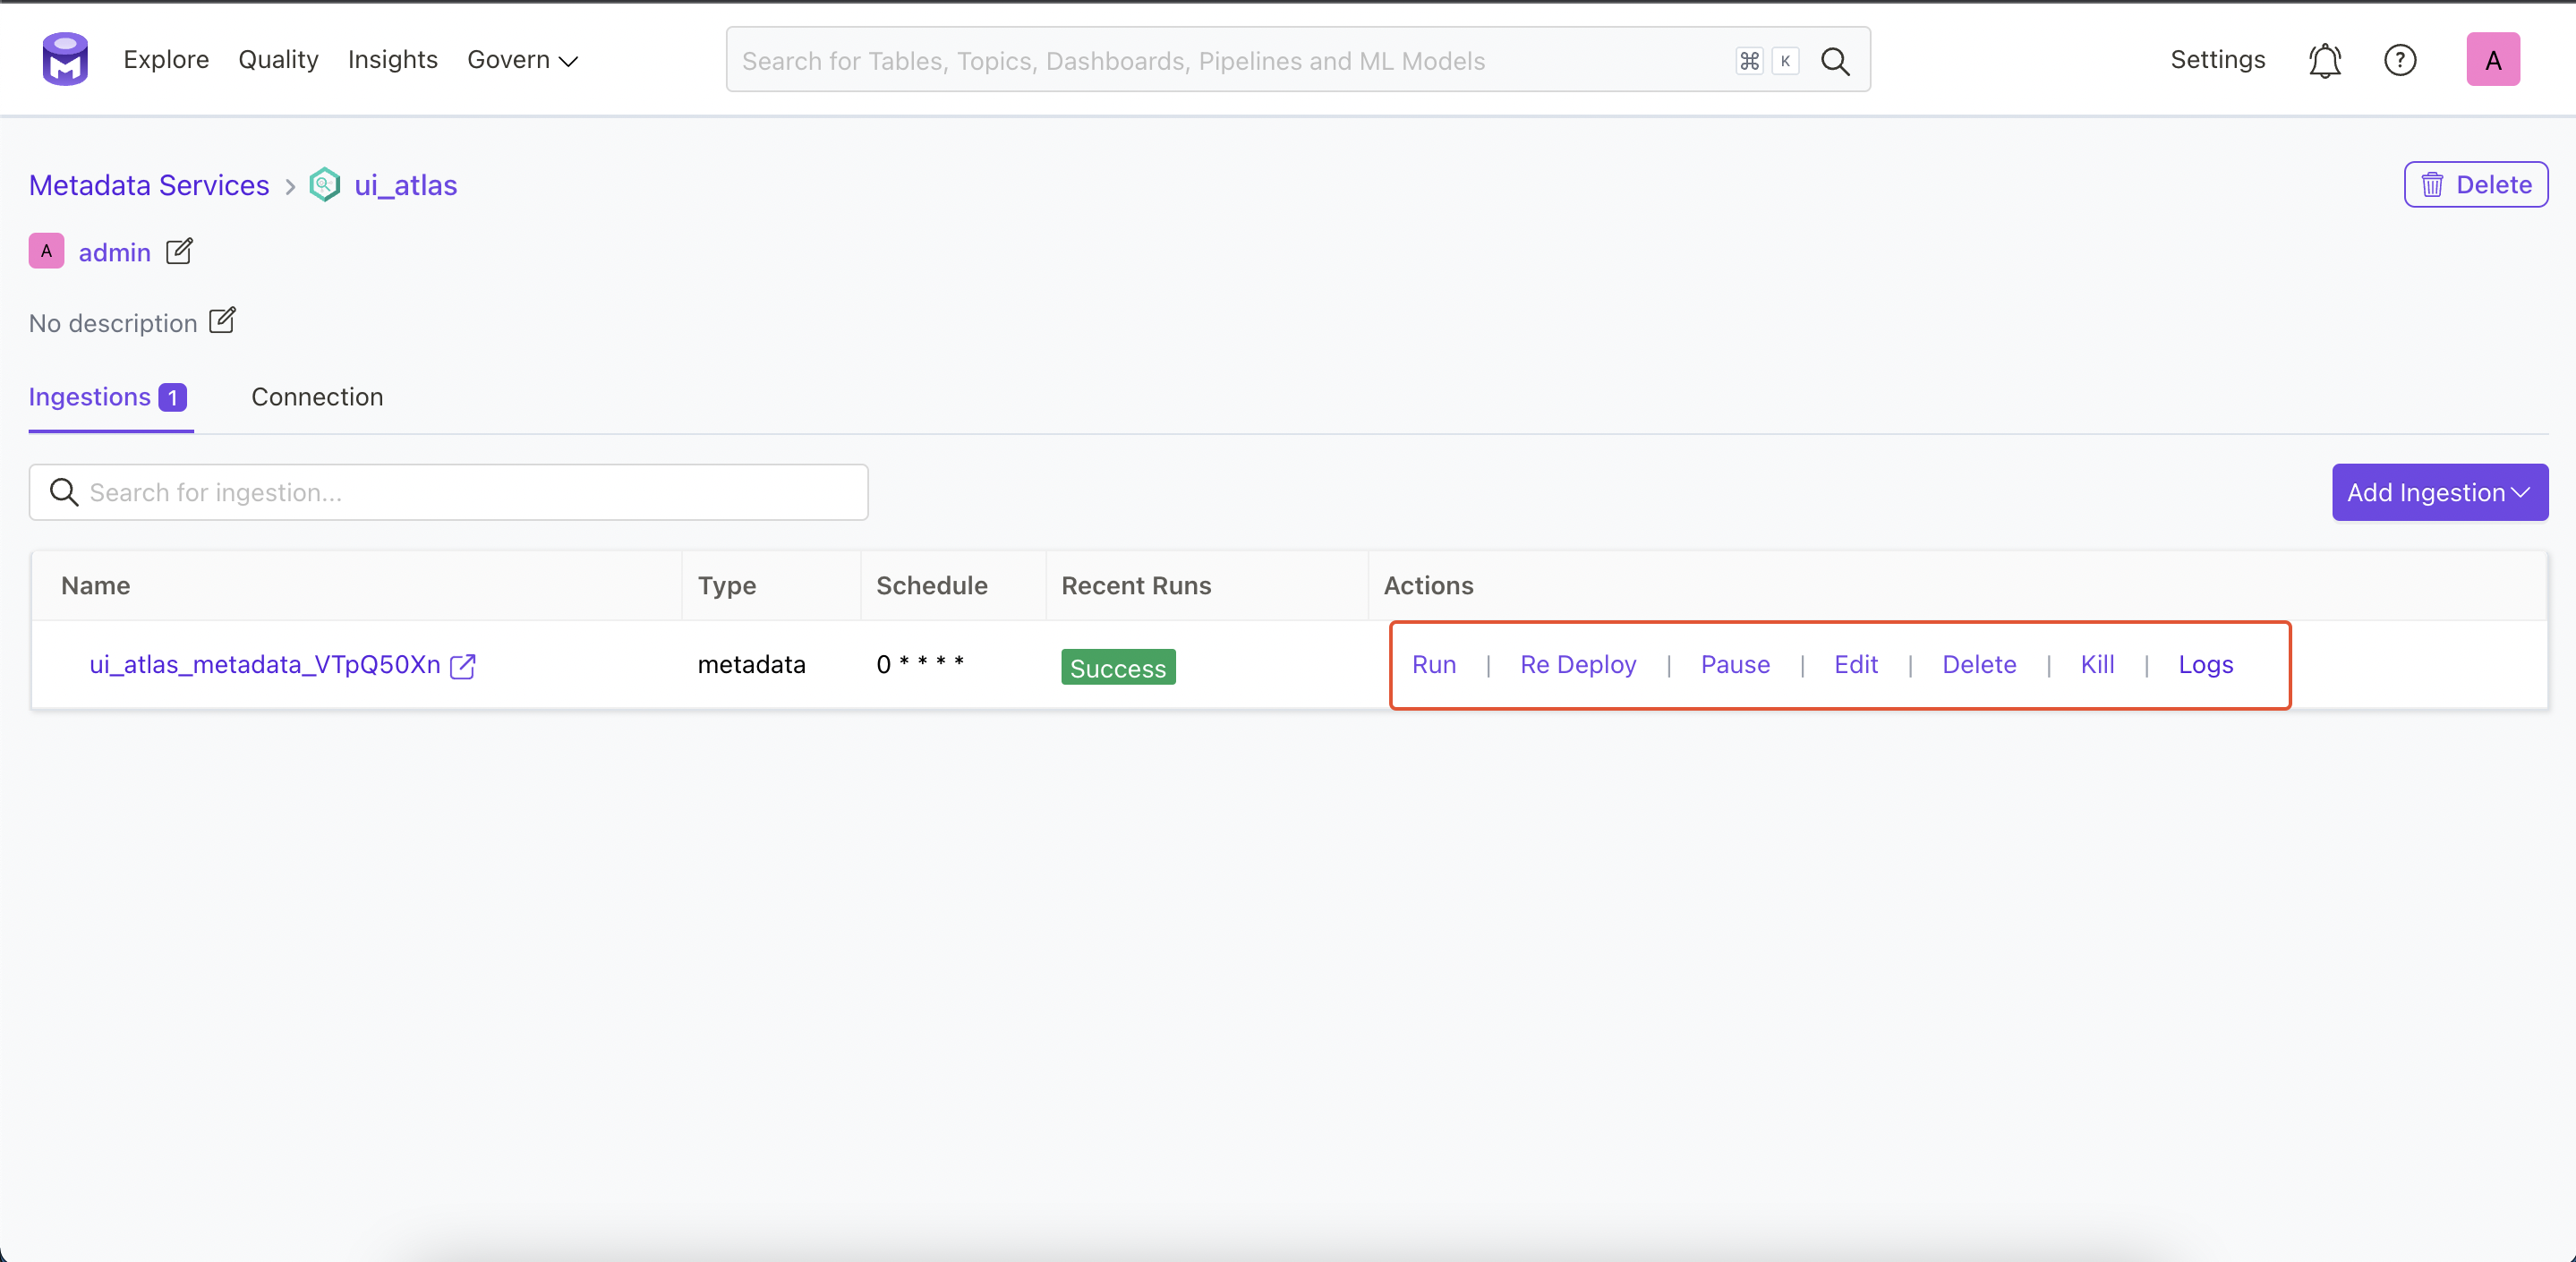 Explore Quality Insights Govern Search for Tables, Topics, Dashboards, Pipelines and ML Models ⌘ K Settings ? A
Metadata Services > ui_atlas Delete
A admin
No description
Ingestions 1 Connection
Search for ingestion... Add Ingestion
Name Type Schedule Recent Runs Actions
ui_atlas_metadata_VTpQ50Xn metadata 0 * * * * Success Run | Re Deploy | Pause | Edit | Delete | Kill | Logs